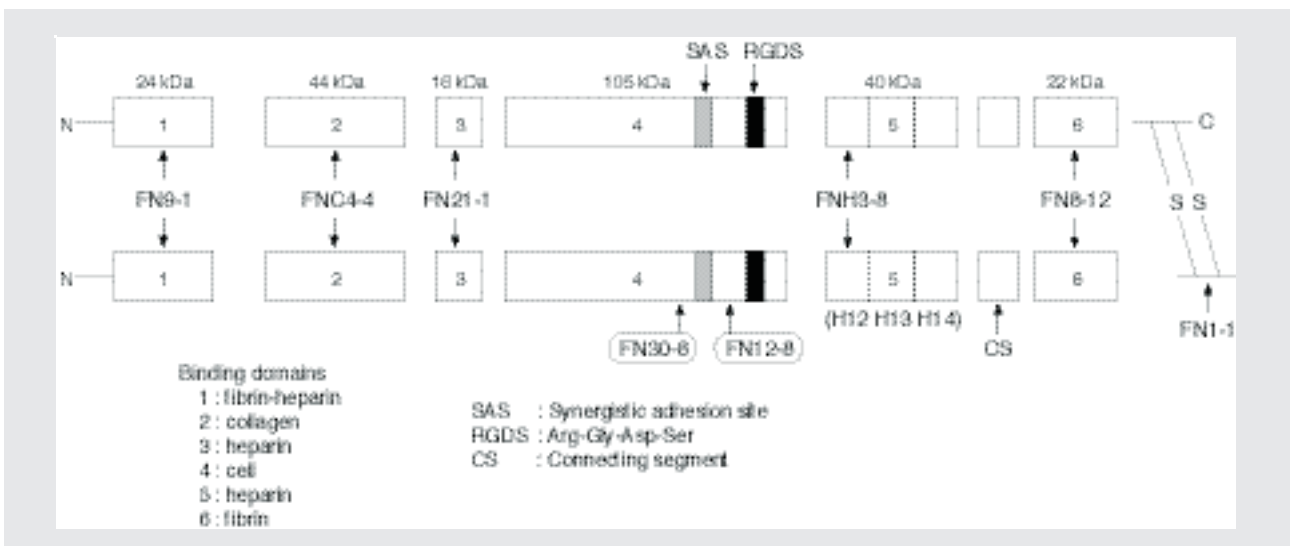 SAS RGDS
24 kDa 44 kDa 16 kDa 105 kDa 40 kDa 22 kDa
N 1 2 3 4 5 6 C
FN9-1 FNC4-4 FN21-1 FNH3-8 FN8-12 S S
N 1 2 3 4 5 6
(H12 H13 H14) FN1-1
FN30-6 FN12-8 CS
Binding domains
1 : fibrin-heparin
2 : collagen
3 : heparin
4 : cell
5 : heparin
6 : fibrin
SAS : Synergistic adhesion site
RGDS : Arg-Gly-Asp-Ser
CS : Connecting segment